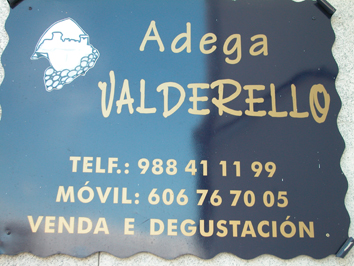 Adega
VALDERELLO
TELF.: 988 41 11 99
MÓVIL: 606 76 70 05
VENDA E DEGUSTACIÓN .